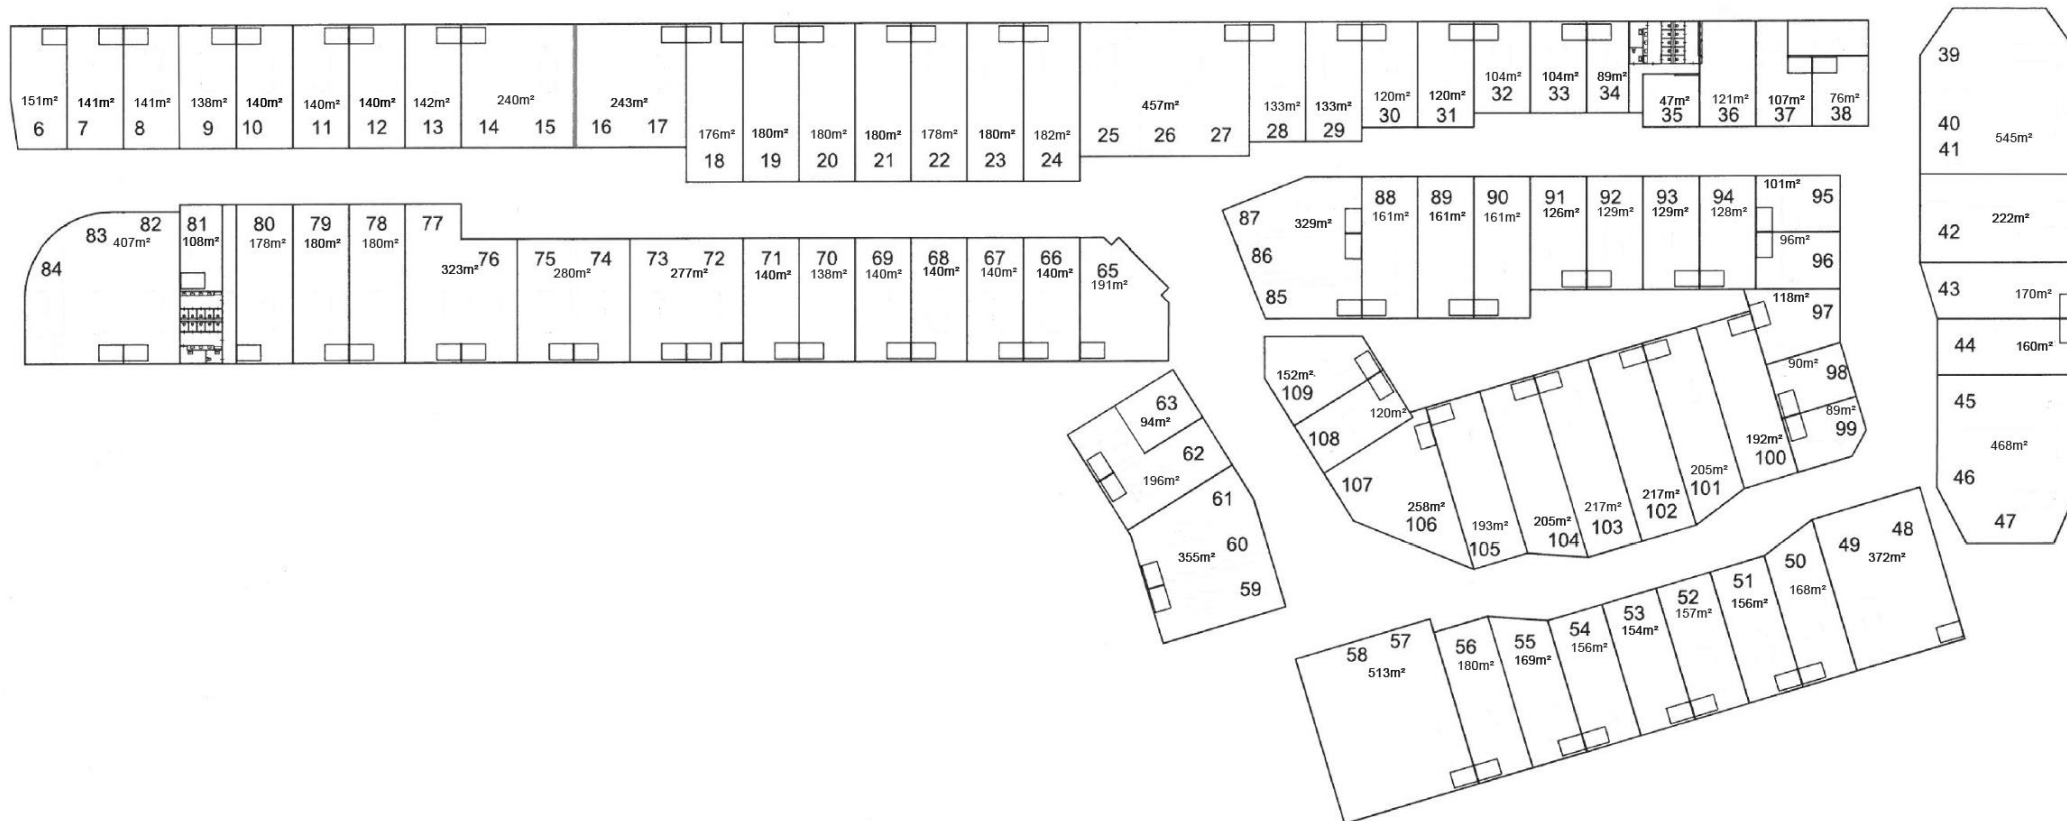 151m² 141m² 141m² 138m² 140m² 140m² 140m² 142m² 240m² 243m²
6 7 8 9 10 11 12 13 14 15 16 17
176m² 180m² 180m² 180m² 178m² 180m² 182m²
18 19 20 21 22 23 24
457m² 133m² 133m² 120m² 120m² 104m² 104m² 89m² 47m² 121m² 107m² 76m²
25 26 27 28 29 30 31 32 33 34 35 36 37 38
39
40
41
545m²
42
222m²
43
170m²
44
160m²
45
468m²
46
47
84 83 82
407m²
81
108m²
80
178m²
79
180m²
78
180m²
77
323m² 76
75 74
280m²
73 72
277m²
71
140m²
70
138m²
69
140m²
68
140m²
67
140m²
66
140m²
65
191m²
87
329m²
86
85
88
161m²
89
161m²
90
161m²
91
126m²
92
129m²
93
129m²
94
128m²
101m² 95
96m²
96
118m²
97
90m² 98
89m²
99
192m²
100
205m²
101
217m²
102
217m²
103
205m²
104
193m²
105
258m²
106
107
120m²
108
152m²
109
63
94m²
62
196m²
61
355m² 60
59
58 57
513m²
56
180m²
55
169m²
54
156m²
53
154m²
52
157m²
51
156m²
50
168m²
49 48
372m²